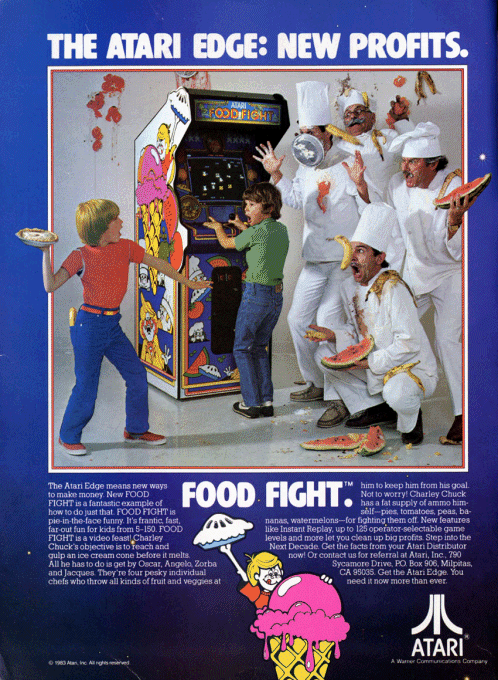 THE ATARI EDGE: NEW PROFITS.
ATARI
FOOD FIGHT
The Atari Edge means new ways
to make money. New FOOD
FIGHT is a fantastic example of
how to do just that. FOOD FIGHT is
pie-in-the-face funny. It's frantic, fast,
far-out fun for kids from 5-150. FOOD
FIGHT is a video feast! Charley
Chuck's objective is to reach and
gulp an ice cream cone before it melts.
All he has to do is get by Oscar, Angelo, Zorba
and Jacques. They're four pesky individual
chefs who throw all kinds of fruit and veggies at
FOOD FIGHT.™
him to keep him from his goal.
Not to worry! Charley Chuck
has a fat supply of ammo him-
self—pies, tomatoes, peas, ba-
nanas, watermelons—for fighting them off. New features
like Instant Replay, up to 125 operator-selectable game
levels and more let you clean up big profits. Step into the
Next Decade. Get the facts from your Atari Distributor
now! Or contact us for referral at Atari, Inc., 790
Sycamore Drive, P.O. Box 906, Milpitas,
CA 95035. Get the Atari Edge. You
need it now more than ever.
ATARI®
A Warner Communications Company
© 1983 Atari, Inc. All rights reserved.